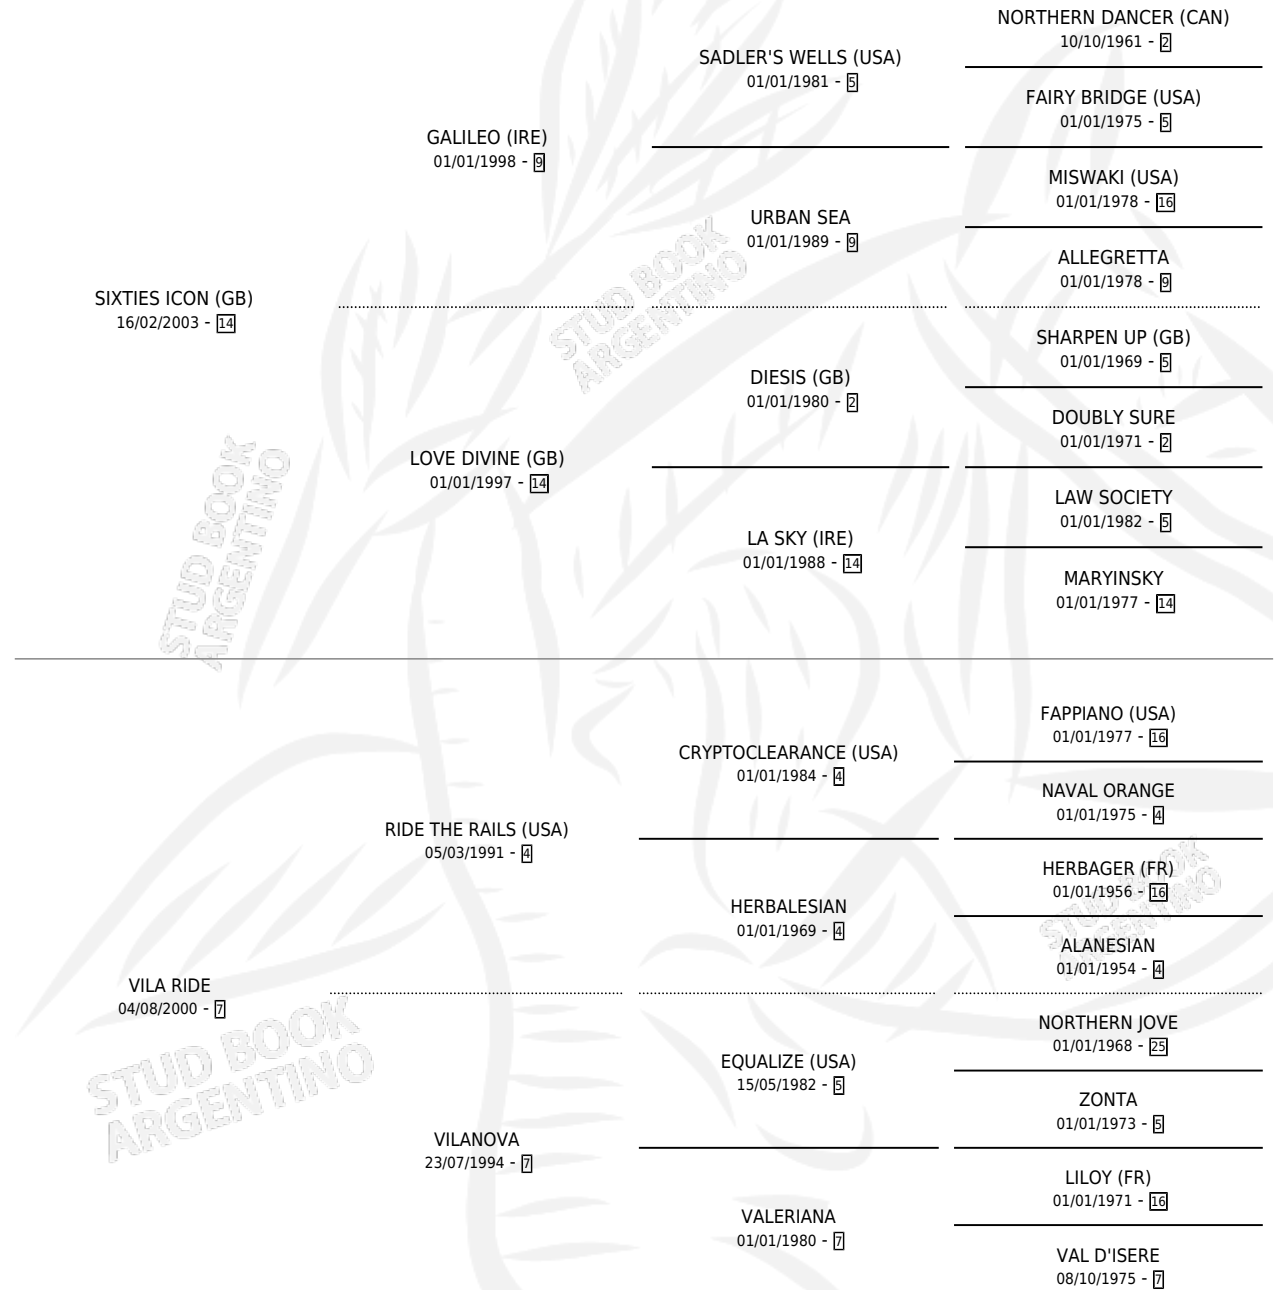 NORTHERN DANCER (CAN)
10/10/1961 - 2
SADLER'S WELLS (USA)
01/01/1981 - 5
FAIRY BRIDGE (USA)
01/01/1975 - 5
GALILEO (IRE)
01/01/1998 - 9
MISWAKI (USA)
01/01/1978 - 16
URBAN SEA
01/01/1989 - 9
ALLEGRETTA
01/01/1978 - 9
SIXTIES ICON (GB)
16/02/2003 - 14
STUD BOOK
ARGENTINO
SHARPEN UP (GB)
01/01/1969 - 5
DIESIS (GB)
01/01/1980 - 2
DOUBLY SURE
01/01/1971 - 2
LOVE DIVINE (GB)
01/01/1997 - 14
LAW SOCIETY
01/01/1982 - 5
LA SKY (IRE)
01/01/1988 - 14
MARYINSKY
01/01/1977 - 14
STUD BOOK
ARGENTINO
FAPPIANO (USA)
01/01/1977 - 16
CRYPTOCLEARANCE (USA)
01/01/1984 - 4
NAVAL ORANGE
01/01/1975 - 4
RIDE THE RAILS (USA)
05/03/1991 - 4
HERBAGER (FR)
01/01/1956 - 16
HERBALESIAN
01/01/1969 - 4
ALANESIAN
01/01/1954 - 4
STUD BOOK
ARGENTINO
VILA RIDE
04/08/2000 - 7
NORTHERN JOVE
01/01/1968 - 25
EQUALIZE (USA)
15/05/1982 - 5
ZONTA
01/01/1973 - 5
STUD BOOK
ARGENTINO
VILANOVA
23/07/1994 - 7
LILOY (FR)
01/01/1971 - 16
VALERIANA
01/01/1980 - 7
VAL D'ISERE
08/10/1975 - 7